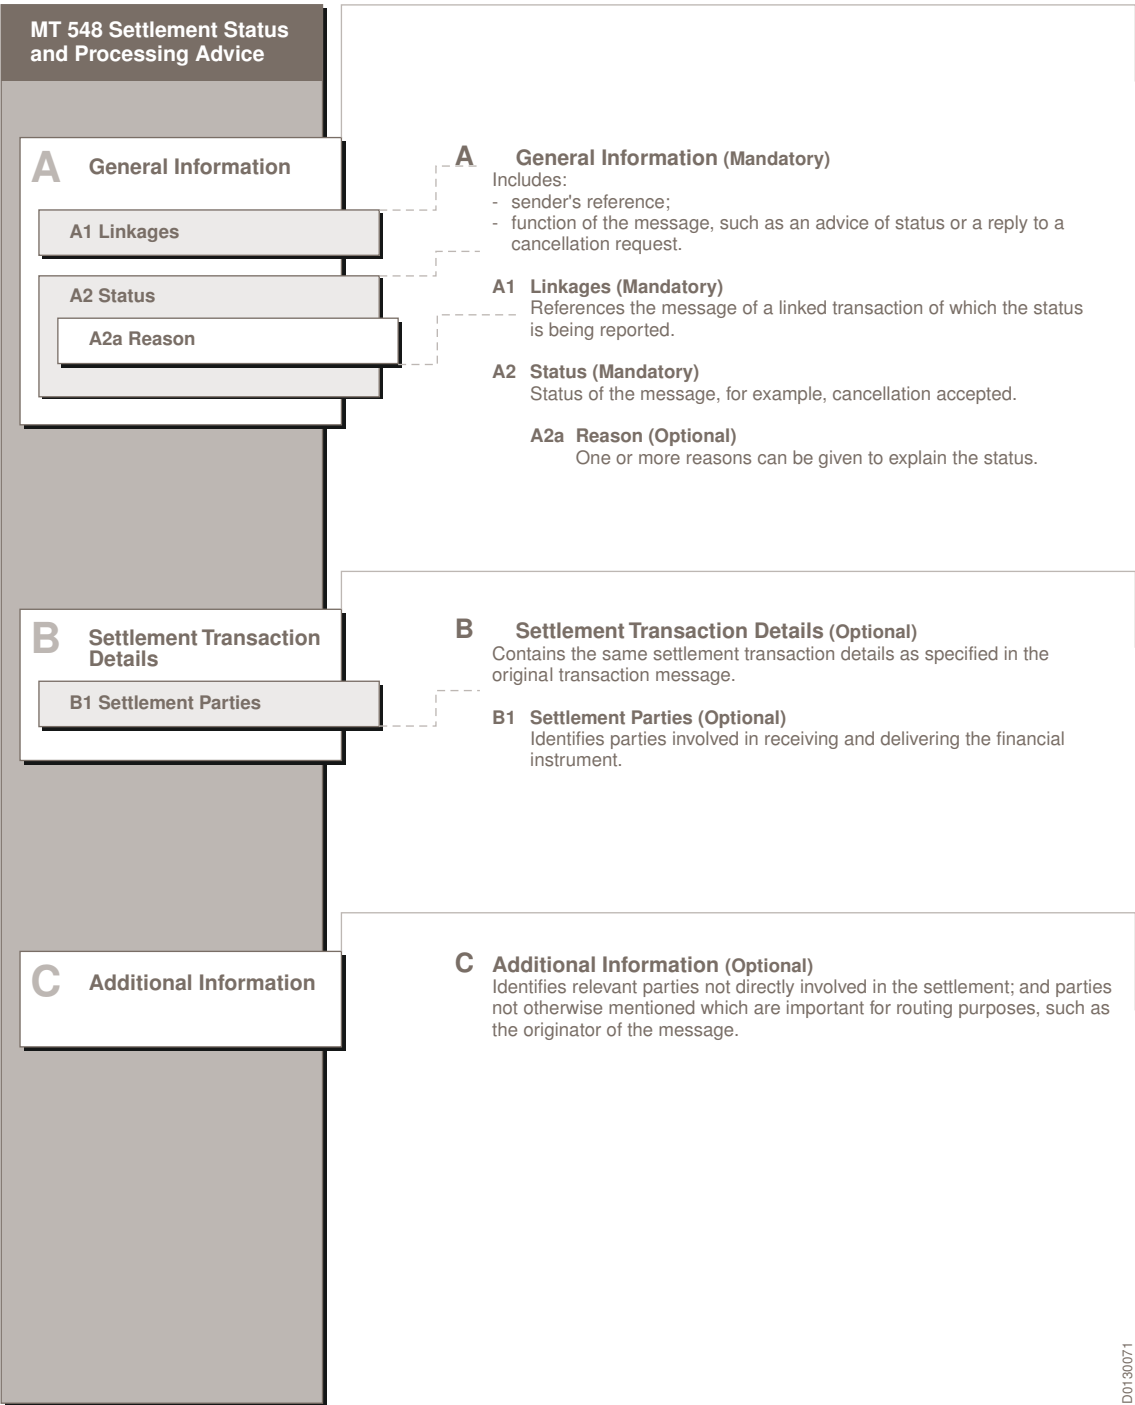 MT 548 Settlement Status
and Processing Advice
A General Information
A1 Linkages
A2 Status
A2a Reason
A General Information (Mandatory)
Includes:
- sender's reference;
- function of the message, such as an advice of status or a reply to a
cancellation request.
A1 Linkages (Mandatory)
References the message of a linked transaction of which the status
is being reported.
A2 Status (Mandatory)
Status of the message, for example, cancellation accepted.
A2a Reason (Optional)
One or more reasons can be given to explain the status.
B Settlement Transaction
Details
B1 Settlement Parties
B Settlement Transaction Details (Optional)
Contains the same settlement transaction details as specified in the
original transaction message.
B1 Settlement Parties (Optional)
Identifies parties involved in receiving and delivering the financial
instrument.
C Additional Information
C Additional Information (Optional)
Identifies relevant parties not directly involved in the settlement; and parties
not otherwise mentioned which are important for routing purposes, such as
the originator of the message.
D0130071